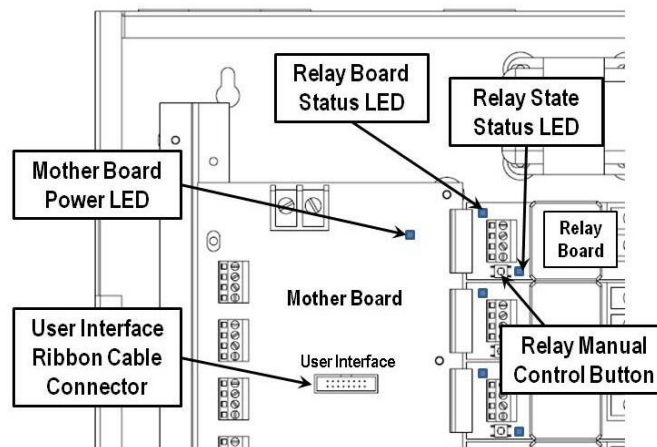 Relay Board
Status LED
Relay State
Status LED
Mother Board
Power LED
Relay
Board
Mother Board
User Interface
Ribbon Cable
Connector
User Interface
Relay Manual
Control Button